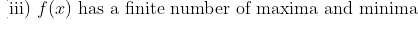 iii) f(x) has a finite number of maxima and minima